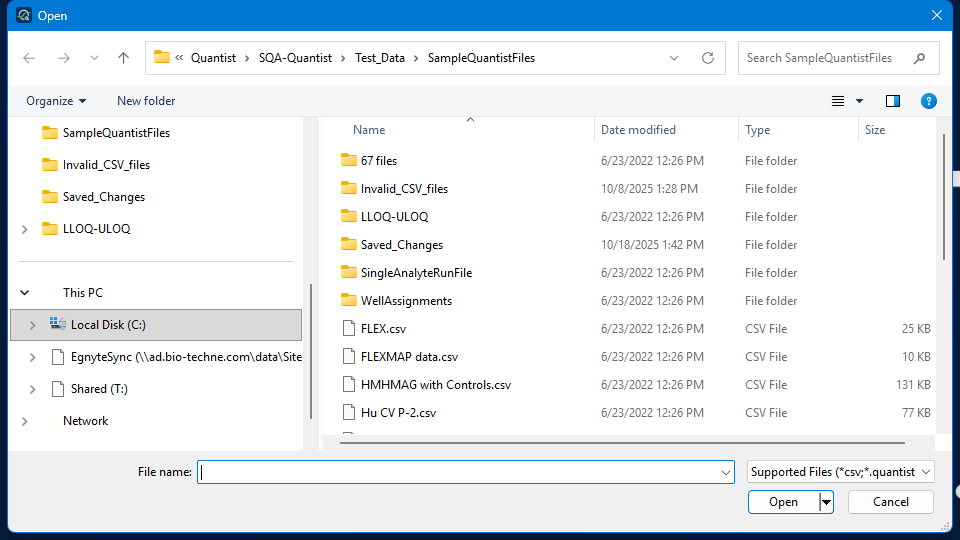 Open
« Quantist > SQA-Quantist > Test_Data > SampleQuantistFiles
Search SampleQuantistFiles
Organize
New folder
SampleQuantistFiles
Invalid_CSV_files
Saved_Changes
LLOQ-ULOQ
This PC
Local Disk (C:)
EgnyteSync (\\ad.bio-techne.com\data\Site
Shared (T:)
Network
Name Date modified Type Size
67 files 6/23/2022 12:26 PM File folder
Invalid_CSV_files 10/8/2025 1:28 PM File folder
LLOQ-ULOQ 6/23/2022 12:26 PM File folder
Saved_Changes 10/18/2025 1:42 PM File folder
SingleAnalyteRunFile 6/23/2022 12:26 PM File folder
WellAssignments 6/23/2022 12:26 PM File folder
FLEX.csv 6/23/2022 12:26 PM CSV File 25 KB
FLEXMAP data.csv 6/23/2022 12:26 PM CSV File 10 KB
HMHMAG with Controls.csv 6/23/2022 12:26 PM CSV File 131 KB
Hu CV P-2.csv 6/23/2022 12:26 PM CSV File 77 KB
File name:
Supported Files (*csv;*.quantist
Open
Cancel